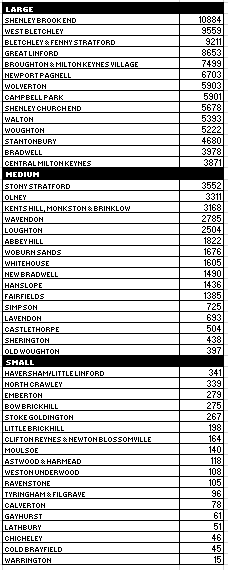 LARGE
SHENLEY BROOK END 10884
WEST BLETCHLEY 9559
BLETCHLEY & FENNY STRATFORD 9211
GREAT LINFORD 8653
BROUGHTON & MILTON KEYNES VILLAGE 7499
NEWPORT PAGNELL 6703
WOLVERTON 5903
CAMPBELL PARK 5901
SHENLEY CHURCH END 5678
WALTON 5393
WOUGHTON 5222
STANTONBURY 4680
BRADWELL 3978
CENTRAL MILTON KEYNES 3871
MEDIUM
STONY STRATFORD 3552
OLNEY 3311
KENTS HILL, MONKSTON & BRINKLOW 3168
WAVENDON 2785
LOUGHTON 2504
ABBEY HILL 1822
WOBURN SANDS 1676
WHITEHOUSE 1605
NEW BRADWELL 1490
HANSLOPE 1436
FAIRFIELDS 1385
SIMPSON 725
LAVENDON 693
CASTLETHORPE 504
SHERINGTON 438
OLD WOUGHTON 397
SMALL
HAVERSHAM/LITTLE LINFORD 341
NORTH CRAWLEY 339
EMBERTON 279
BOW BRICKHILL 275
STOKE GOLDINGTON 267
LITTLE BRICKHILL 198
CLIFTON REYNES & NEWTON BLOSSOMVILLE 164
MOULSOE 140
ASTWOOD & HARMEAD 118
WESTON UNDERWOOD 108
RAVENSTONE 105
TYRINGHAM & FILGRAVE 96
CALVERTON 78
GAYHURST 61
LATHBURY 51
CHICHELEY 46
COLD BRAYFIELD 45
WARRINGTON 15